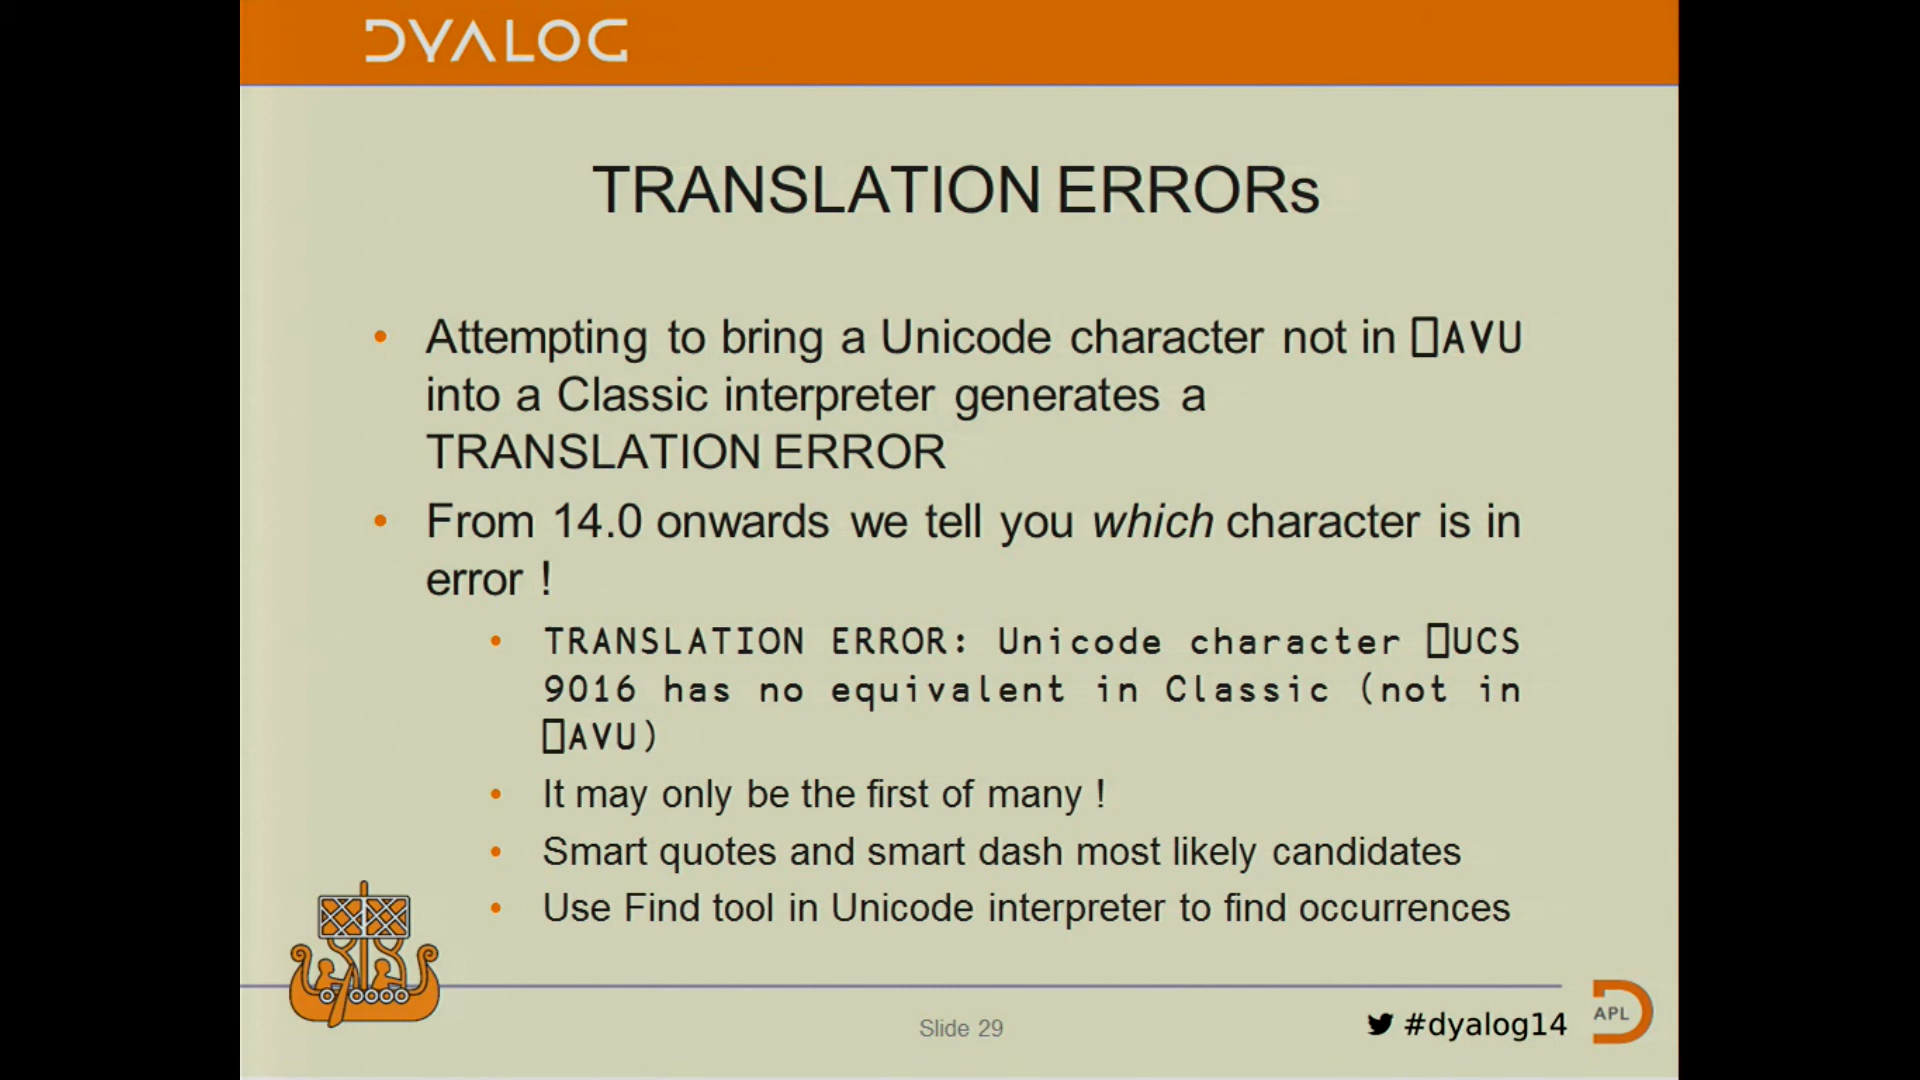 DYALOG
TRANSLATION ERRORs
• Attempting to bring a Unicode character not in ⎕AVU
into a Classic interpreter generates a
TRANSLATION ERROR
• From 14.0 onwards we tell you which character is in
error !
• TRANSLATION ERROR: Unicode character ⎕UCS
9016 has no equivalent in Classic (not in
⎕AVU)
• It may only be the first of many !
• Smart quotes and smart dash most likely candidates
• Use Find tool in Unicode interpreter to find occurrences
Slide 29
#dyalog14
APL